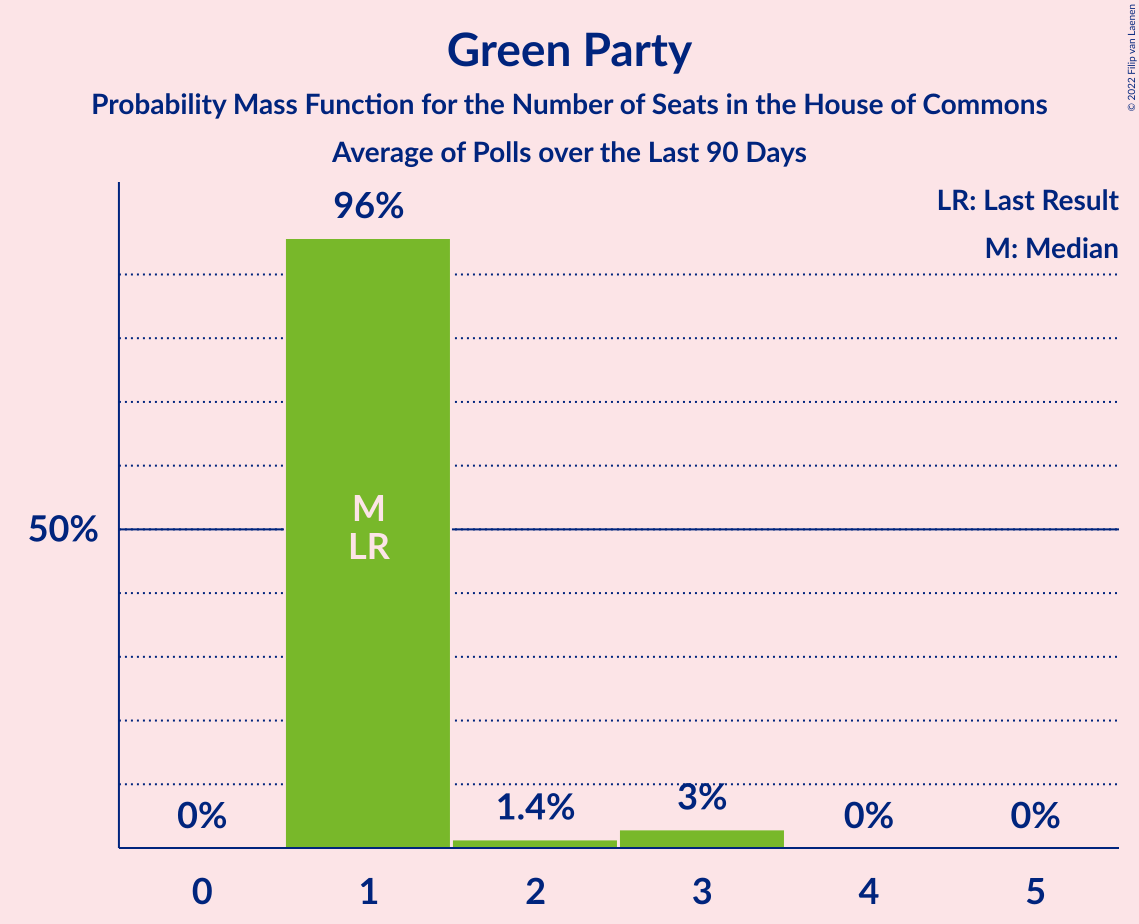 Green Party
Probability Mass Function for the Number of Seats in the House of Commons
Average of Polls over the Last 90 Days
© 2022 Filip van Laenen
LR: Last Result
M: Median
96%
50%
M
LR
0%
1.4%
3%
0%
0%
0
1
2
3
4
5